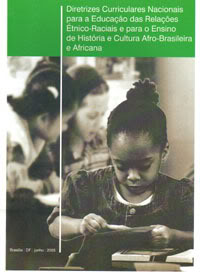 Diretrizes Curriculares Nacionais
para a Educação das Relações
Étnico-Raciais e para o Ensino
de História e Cultura Afro-Brasileira
e Africana
Brasília - DF - junho, 2005